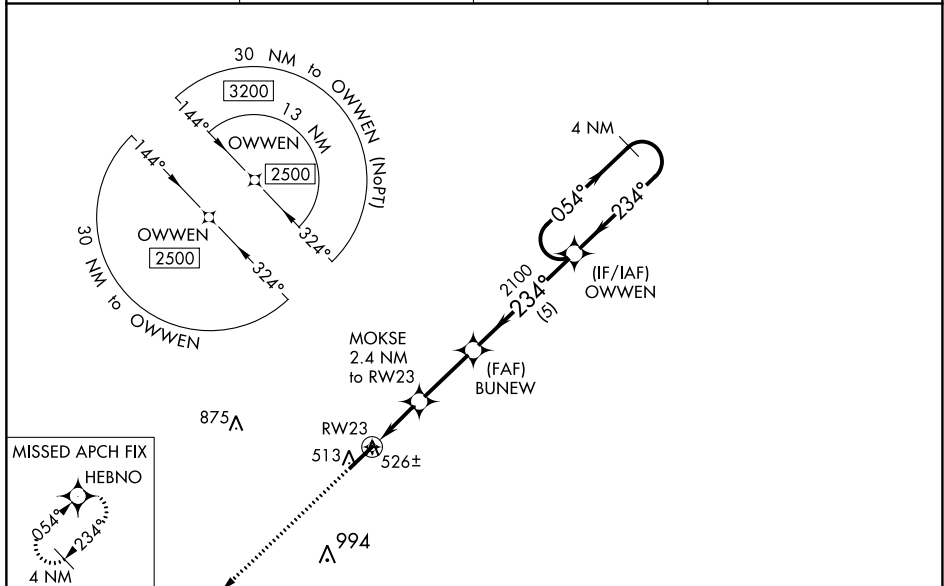 30 NM to OWWEN (NoPT)
3200
144°
13 NM
OWWEN
2500
324°
144°
OWWEN
2500
324°
30 NM to OWWEN
4 NM
054°
234°
(IF/IAF)
OWWEN
2100
234°
(5)
MOKSE
2.4 NM
to RW23
(FAF)
BUNEW
875
RW23
513
526±
994
MISSED APCH FIX
HEBNO
054°
234°
4 NM